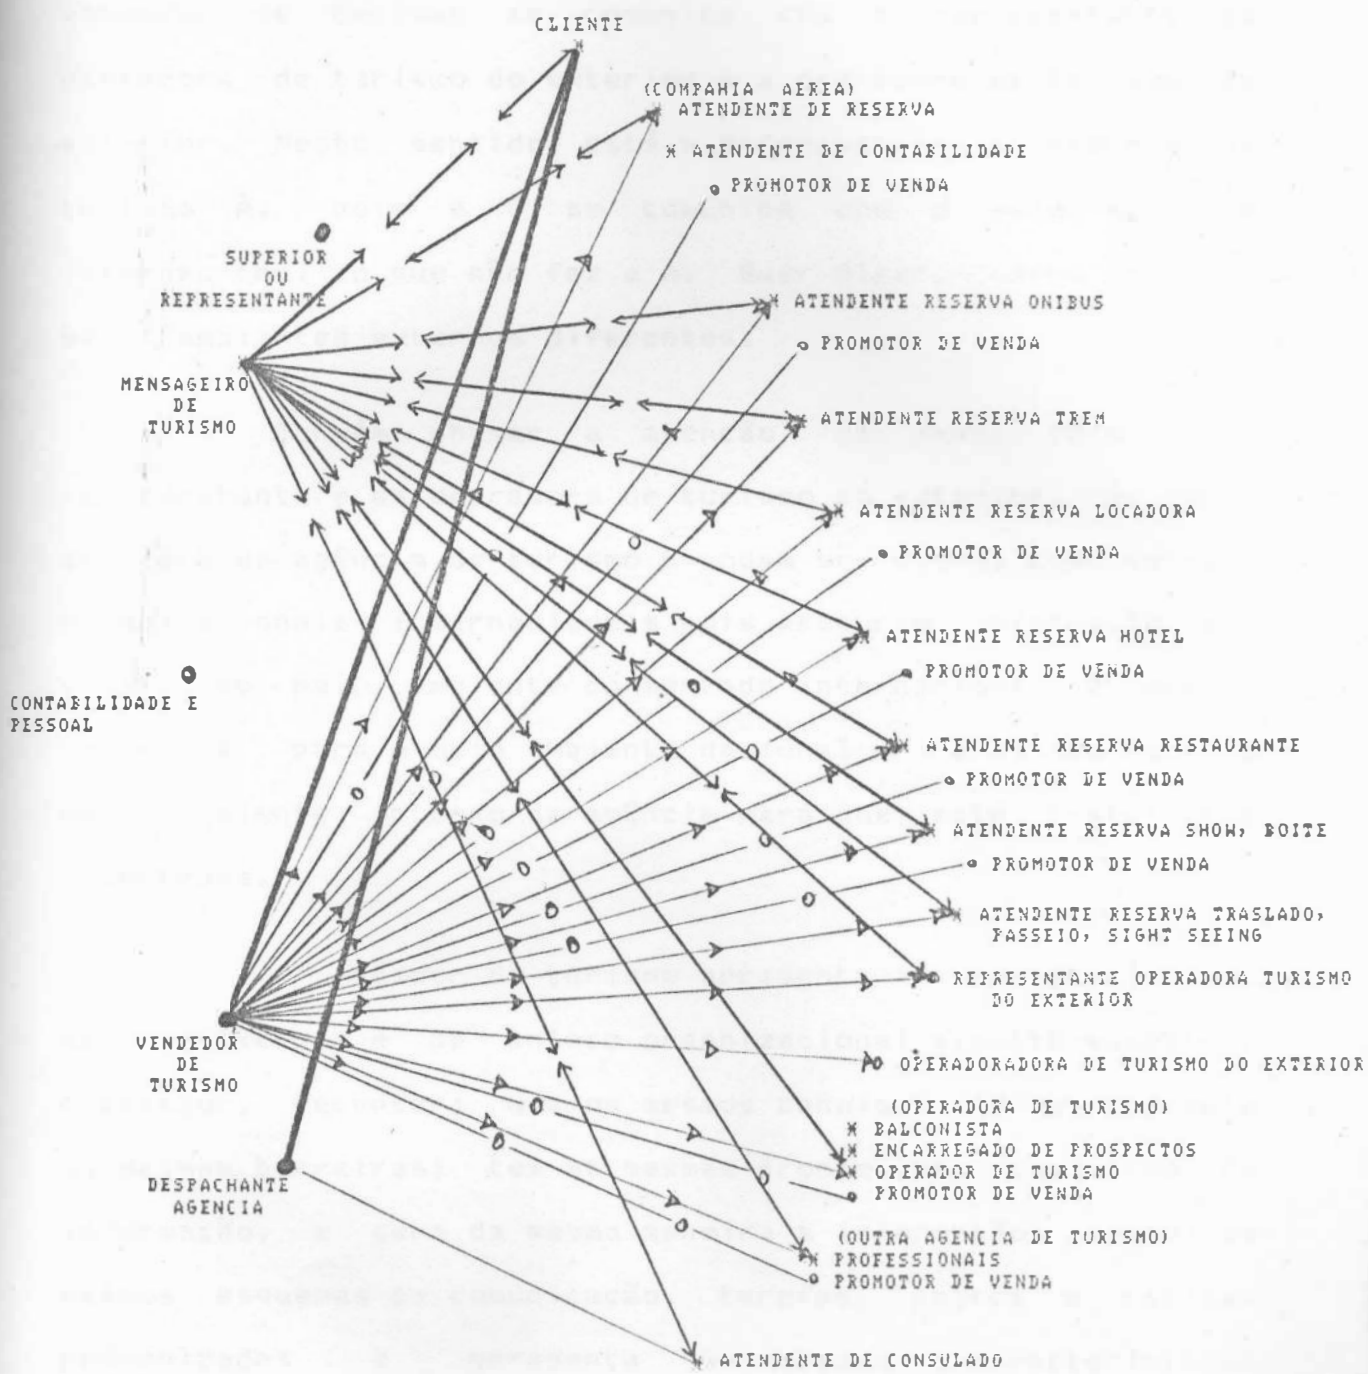 CLIENTE
(COMPAHIA AEREA)
* ATENDENTE DE RESERVA
* ATENDENTE DE CONTABILIDADE
PROMOTOR DE VENDA
SUPERIOR
OU
REPRESENTANTE
* ATENDENTE RESERVA ONIBUS
PROMOTOR DE VENDA
MENSAGEIRO
DE
TURISMO
* ATENDENTE RESERVA TREM
* ATENDENTE RESERVA LOCADORA
PROMOTOR DE VENDA
* ATENDENTE RESERVA HOTEL
PROMOTOR DE VENDA
CONTABILIDADE E
PESSOAL
* ATENDENTE RESERVA RESTAURANTE
PROMOTOR DE VENDA
* ATENDENTE RESERVA SHOW, BOITE
PROMOTOR DE VENDA
* ATENDENTE RESERVA TRASLADO,
PASSEIO, SIGHT SEEING
REPRESENTANTE OPERADORA TURISMO
DO EXTERIOR
VENDEDOR
DE
TURISMO
OPERADORADORA DE TURISMO DO EXTERIOR
(OPERADORA DE TURISMO)
* BALCONISTA
* ENCARREGADO DE PROSPECTOS
* OPERADOR DE TURISMO
PROMOTOR DE VENDA
DESPACHANTE
AGENCIA
(OUTRA AGENCIA DE TURISMO)
* PROFESSIONAIS
PROMOTOR DE VENDA
* ATENDENTE DE CONSULADO